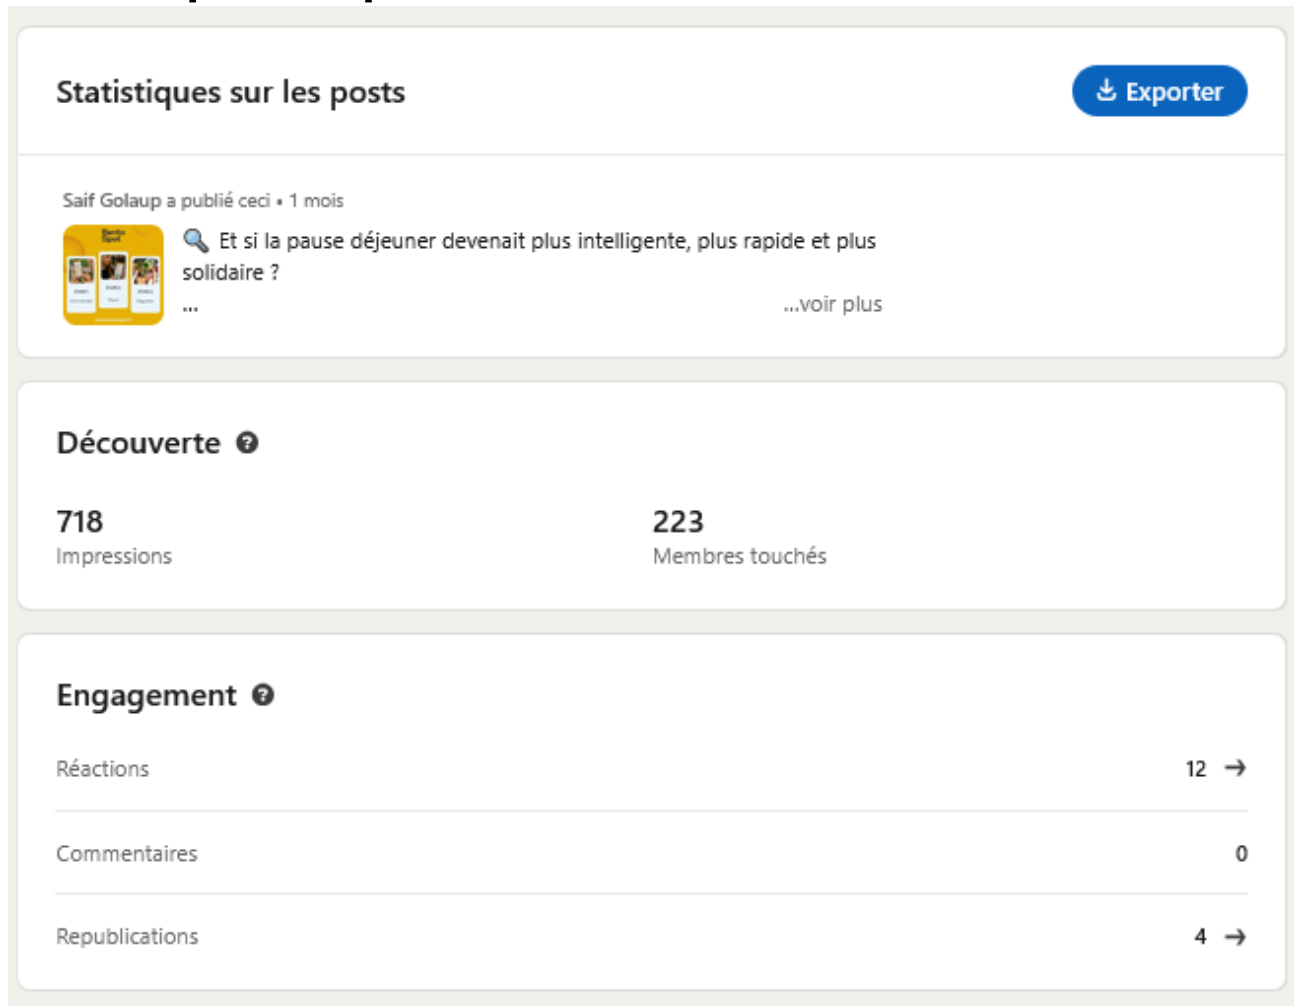 Statistiques sur les posts
Exporter
Saif Golaup a publié ceci • 1 mois
🔍 Et si la pause déjeuner devenait plus intelligente, plus rapide et plus
solidaire ?
...
...voir plus
Découverte
718
Impressions
223
Membres touchés
Engagement
Réactions
12
Commentaires
0
Republications
4